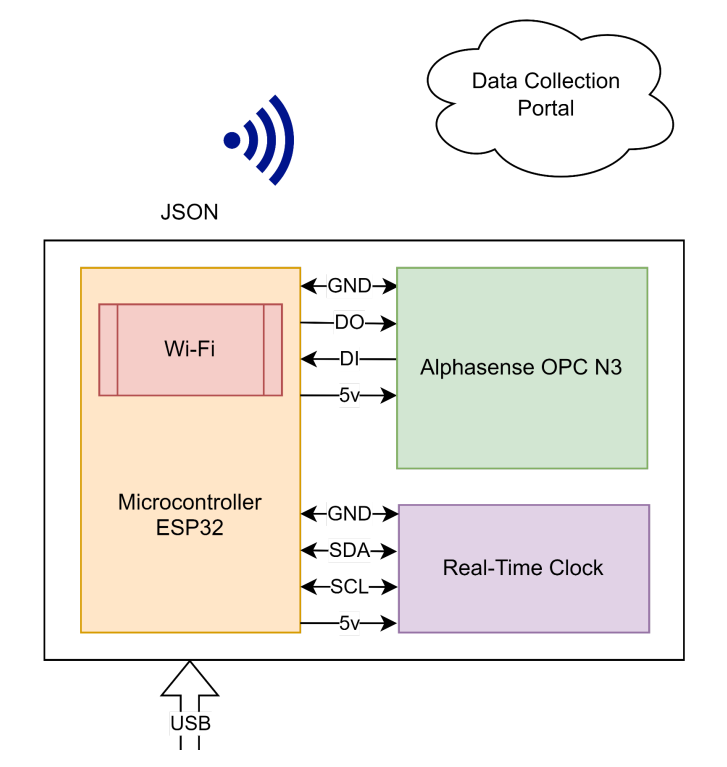 Data Collection
Portal
JSON
GND
DO
Wi-Fi
DI
Alphasense OPC N3
5v
Microcontroller
ESP32
GND
SDA
Real-Time Clock
SCL
5v
USB